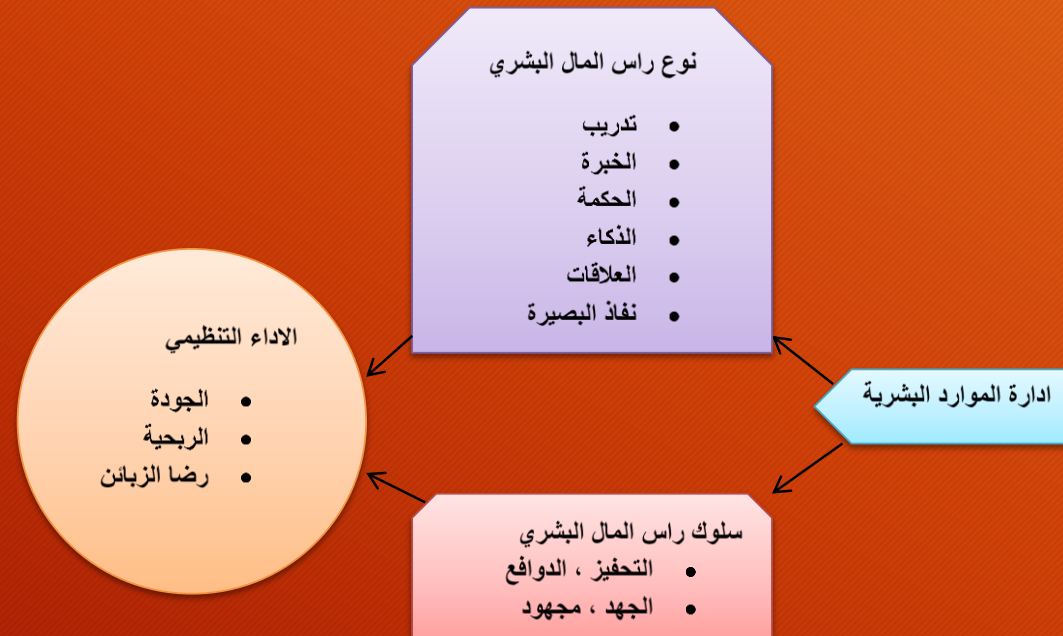 نوع راس المال البشري
• تدريب
• الخبرة
• الحكمة
• الذكاء
• العلاقات
• نفاذ البصيرة
ادارة الموارد البشرية
الاداء التنظيمي
• الجودة
• الربحية
• رضا الزبائن
سلوك راس المال البشري
• التحفيز ، الدوافع
• الجهد ، مجهود